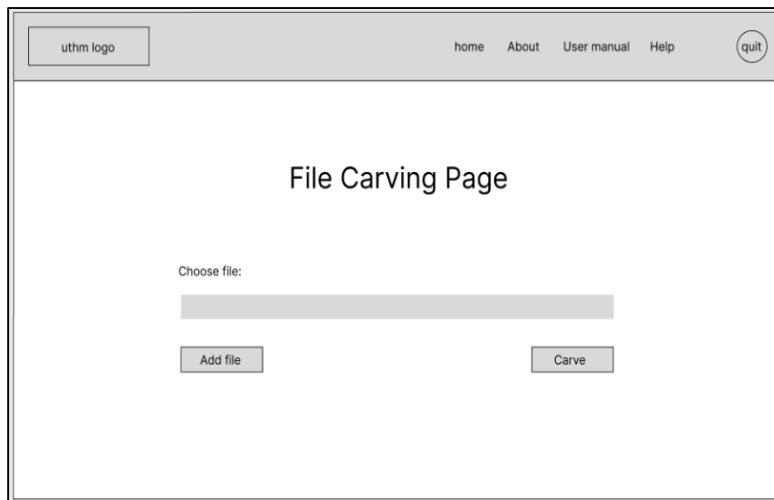 uthm logo home About User manual Help quit
File Carving Page
Choose file:
Add file Carve